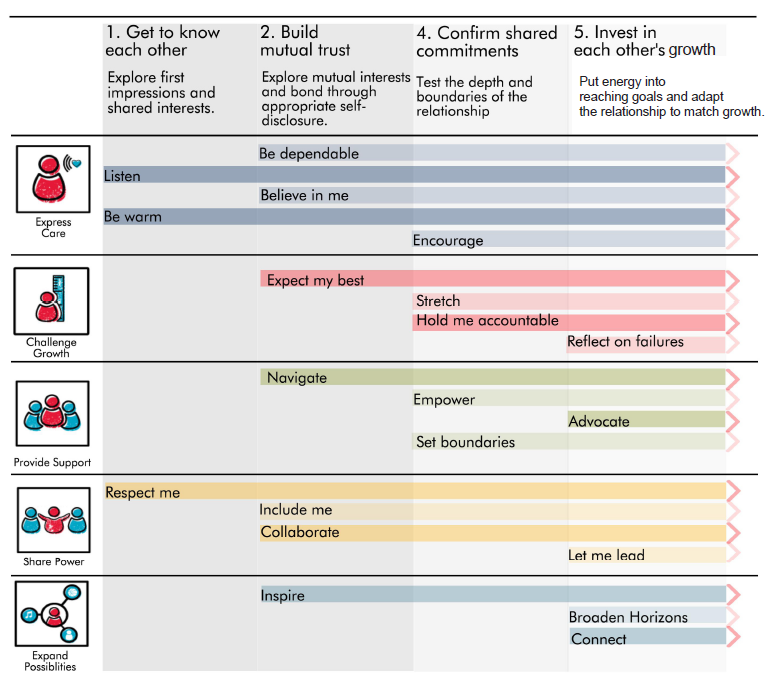 1. Get to know
each other
Explore first
impressions and
shared interests.
2. Build
mutual trust
Explore mutual interests
and bond through
appropriate self-
disclosure.
4. Confirm shared
commitments
Test the depth and
boundaries of the
relationship
5. Invest in
each other's growth
Put energy into
reaching goals and adapt
the relationship to match growth.
Express
Care
Be dependable
Listen
Believe in me
Be warm
Encourage
Challenge
Growth
Expect my best
Stretch
Hold me accountable
Reflect on failures
Provide Support
Navigate
Empower
Advocate
Set boundaries
Share Power
Respect me
Include me
Collaborate
Let me lead
Expand
Possiblities
Inspire
Broaden Horizons
Connect